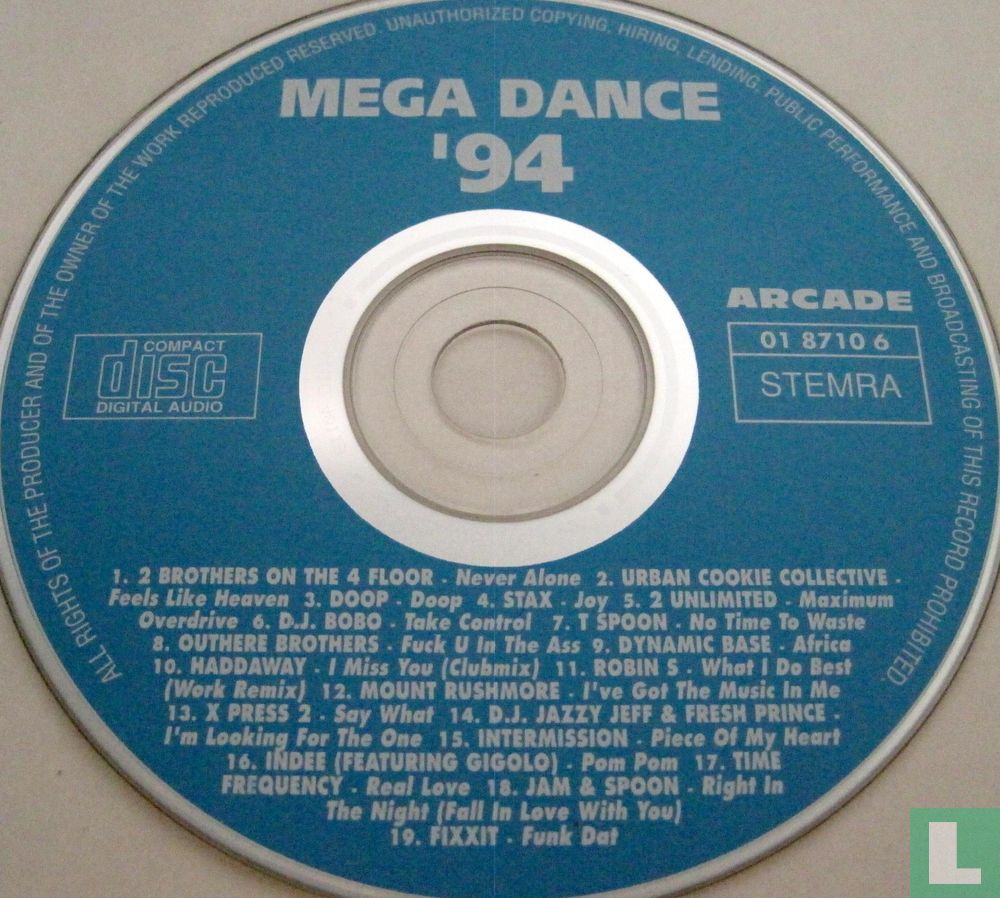 ALL RIGHTS OF THE PRODUCER AND OF THE OWNER OF THE WORK REPRODUCED RESERVED. UNAUTHORIZED COPYING, HIRING, LENDING, PUBLIC PERFORMANCE AND BROADCASTING OF THIS RECORD PROHIBITED.
MEGA DANCE
'94
ARCADE
01 8710 6
STEMRA
COMPACT
disc
DIGITAL AUDIO
1. 2 BROTHERS ON THE 4 FLOOR - Never Alone 2. URBAN COOKIE COLLECTIVE -
Feels Like Heaven 3. DOOP - Doop 4. STAX - Joy 5. 2 UNLIMITED - Maximum
Overdrive 6. D.J. BOBO - Take Control 7. T SPOON - No Time To Waste
8. OUTHERE BROTHERS - Fuck U In The Ass 9. DYNAMIC BASE - Africa
10. HADDAWAY - I Miss You (Clubmix) 11. ROBIN S - What I Do Best
(Work Remix) 12. MOUNT RUSHMORE - I've Got The Music In Me
13. X PRESS 2 - Say What 14. D.J. JAZZY JEFF & FRESH PRINCE -
I'm Looking For The One 15. INTERMISSION - Piece Of My Heart
16. INDEE (FEATURING GIGOLO) - Pom Pom 17. TIME
FREQUENCY - Real Love 18. JAM & SPOON - Right In
The Night (Fall In Love With You)
19. FIXXIT - Funk Dat
L